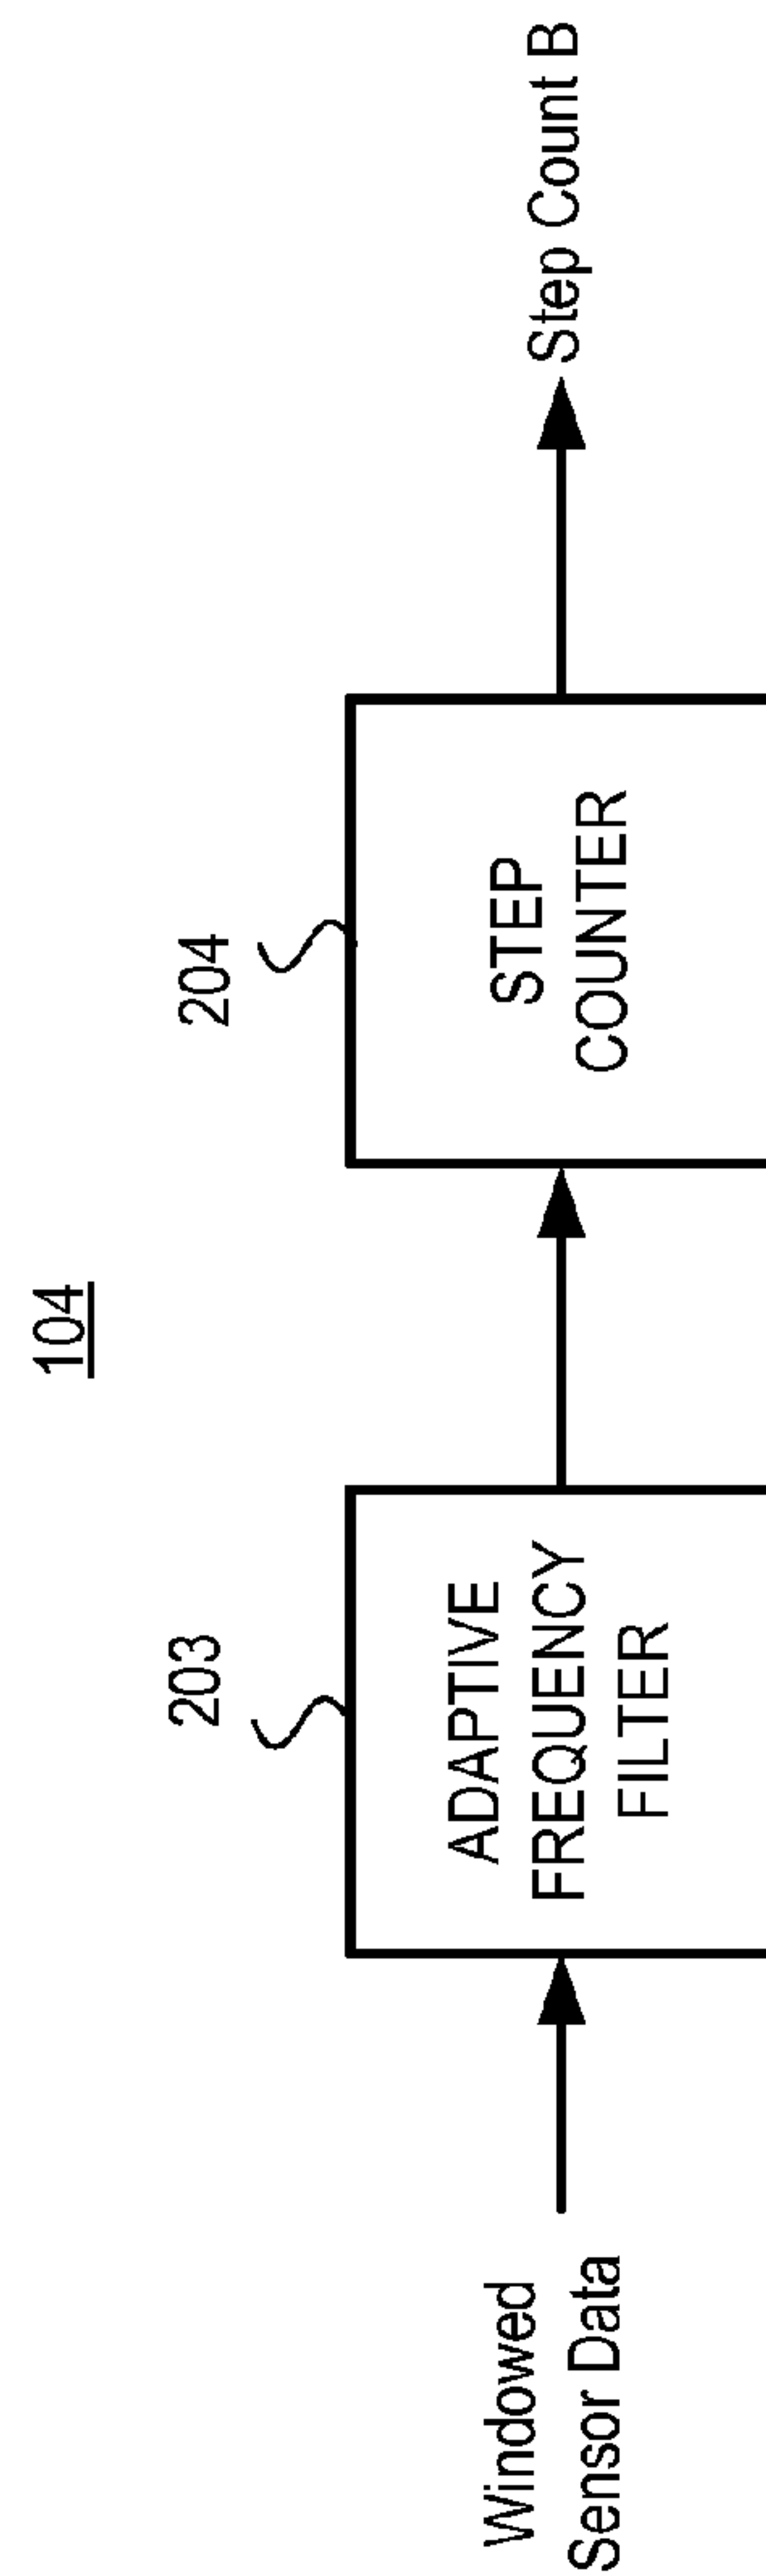 104
203
204
Windowed
Sensor Data
ADAPTIVE
FREQUENCY
FILTER
STEP
COUNTER
Step Count B